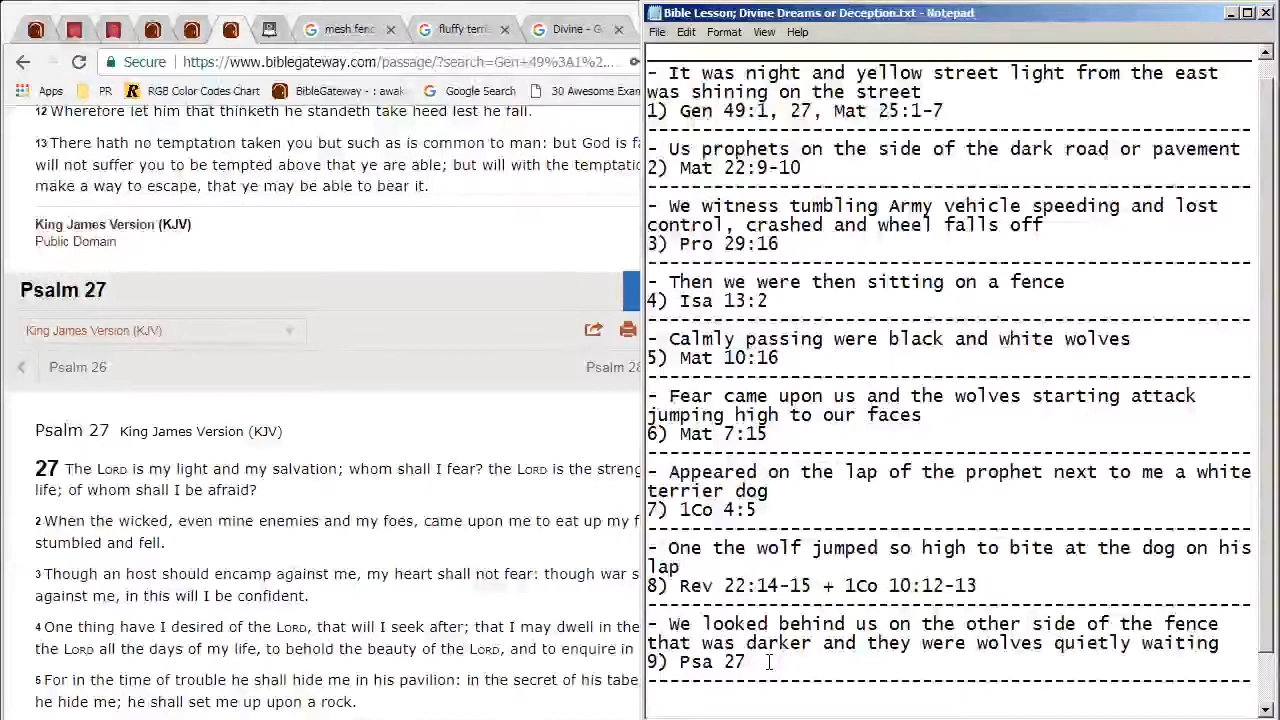 mesh fenc
fluffy terri
Divine - G
Secure
https://www.biblegateway.com/passage/?search=Gen+49%3A1%2...
Apps
PR
RGB Color Codes Chart
BibleGateway - : awak
Google Search
30 Awesome Exan
12 Wherefore let him that thinketh he standeth take heed lest he fall.
13 There hath no temptation taken you but such as is common to man: but God is fa
will not suffer you to be tempted above that ye are able; but will with the temptatio
make a way to escape, that ye may be able to bear it.
King James Version (KJV)
Public Domain
Psalm 27
King James Version (KJV)
Psalm 26
Psalm 28
Psalm 27 King James Version (KJV)
27 The LORD is my light and my salvation; whom shall I fear? the LORD is the streng
life; of whom shall I be afraid?
2 When the wicked, even mine enemies and my foes, came upon me to eat up my f
stumbled and fell.
3 Though an host should encamp against me, my heart shall not fear: though war s
against me, in this will I be confident.
4 One thing have I desired of the LORD, that will I seek after; that I may dwell in the
the LORD all the days of my life, to behold the beauty of the LORD, and to enquire in
5 For in the time of trouble he shall hide me in his pavilion: in the secret of his tabe
he hide me; he shall set me up upon a rock.
Bible Lesson; Divine Dreams or Deception.txt - Notepad
File Edit Format View Help
- It was night and yellow street light from the east
was shining on the street
1) Gen 49:1, 27, Mat 25:1-7
- Us prophets on the side of the dark road or pavement
2) Mat 22:9-10
- We witness tumbling Army vehicle speeding and lost
control, crashed and wheel falls off
3) Pro 29:16
- Then we were then sitting on a fence
4) Isa 13:2
- Calmly passing were black and white wolves
5) Mat 10:16
- Fear came upon us and the wolves starting attack
jumping high to our faces
6) Mat 7:15
- Appeared on the lap of the prophet next to me a white
terrier dog
7) 1Co 4:5
- One the wolf jumped so high to bite at the dog on his
lap
8) Rev 22:14-15 + 1Co 10:12-13
- We looked behind us on the other side of the fence
that was darker and they were wolves quietly waiting
9) Psa 27